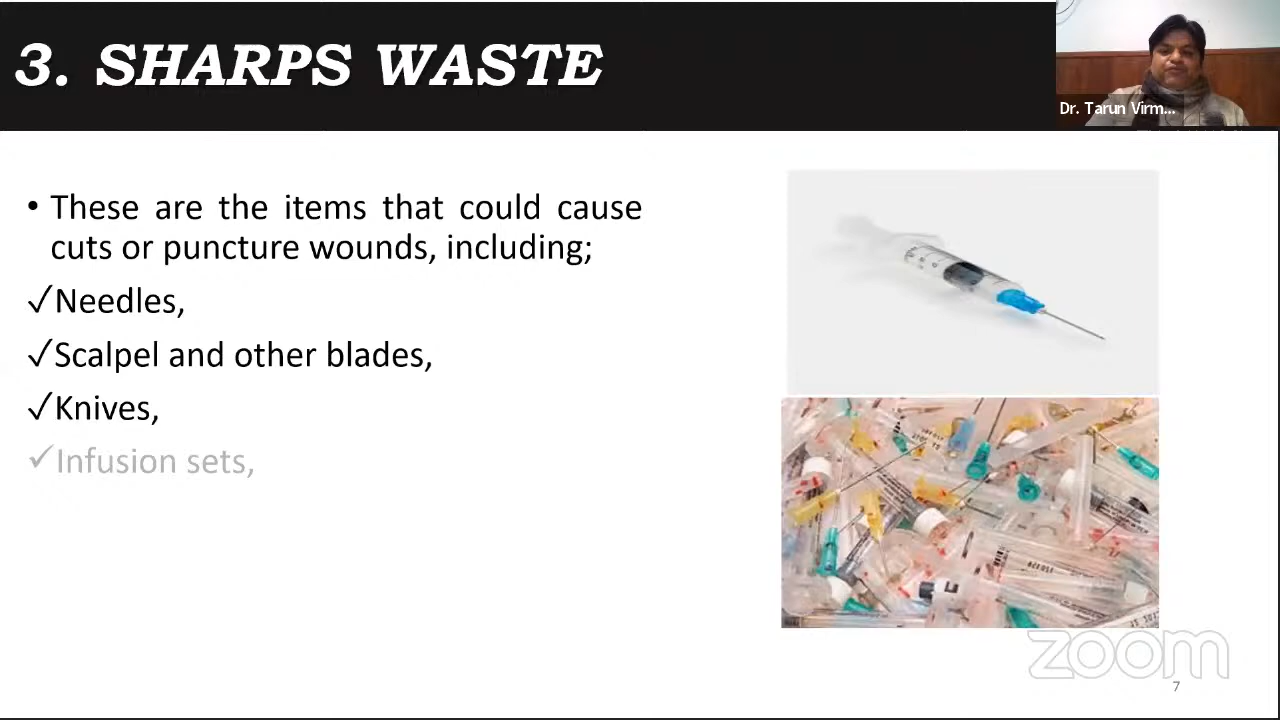 3. SHARPS WASTE
Dr. Tarun Virm...
• These are the items that could cause
cuts or puncture wounds, including;
✓Needles,
✓Scalpel and other blades,
✓Knives,
✓Infusion sets,
zoom
7